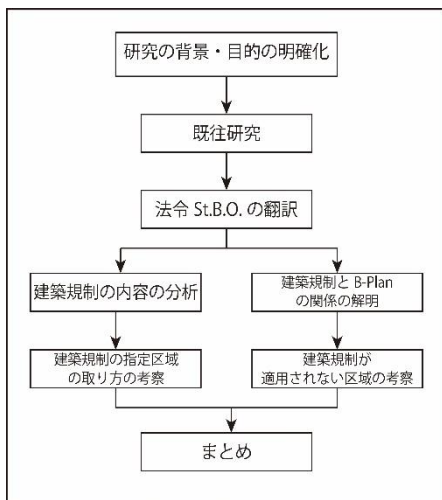 研究の背景・目的の明確化
既往研究
法令 St.B.O. の翻訳
建築規制の内容の分析
建築規制と B-Plan
の関係の解明
建築規制の指定区域
の取り方の考察
建築規制が
適用されない区域の考察
まとめ